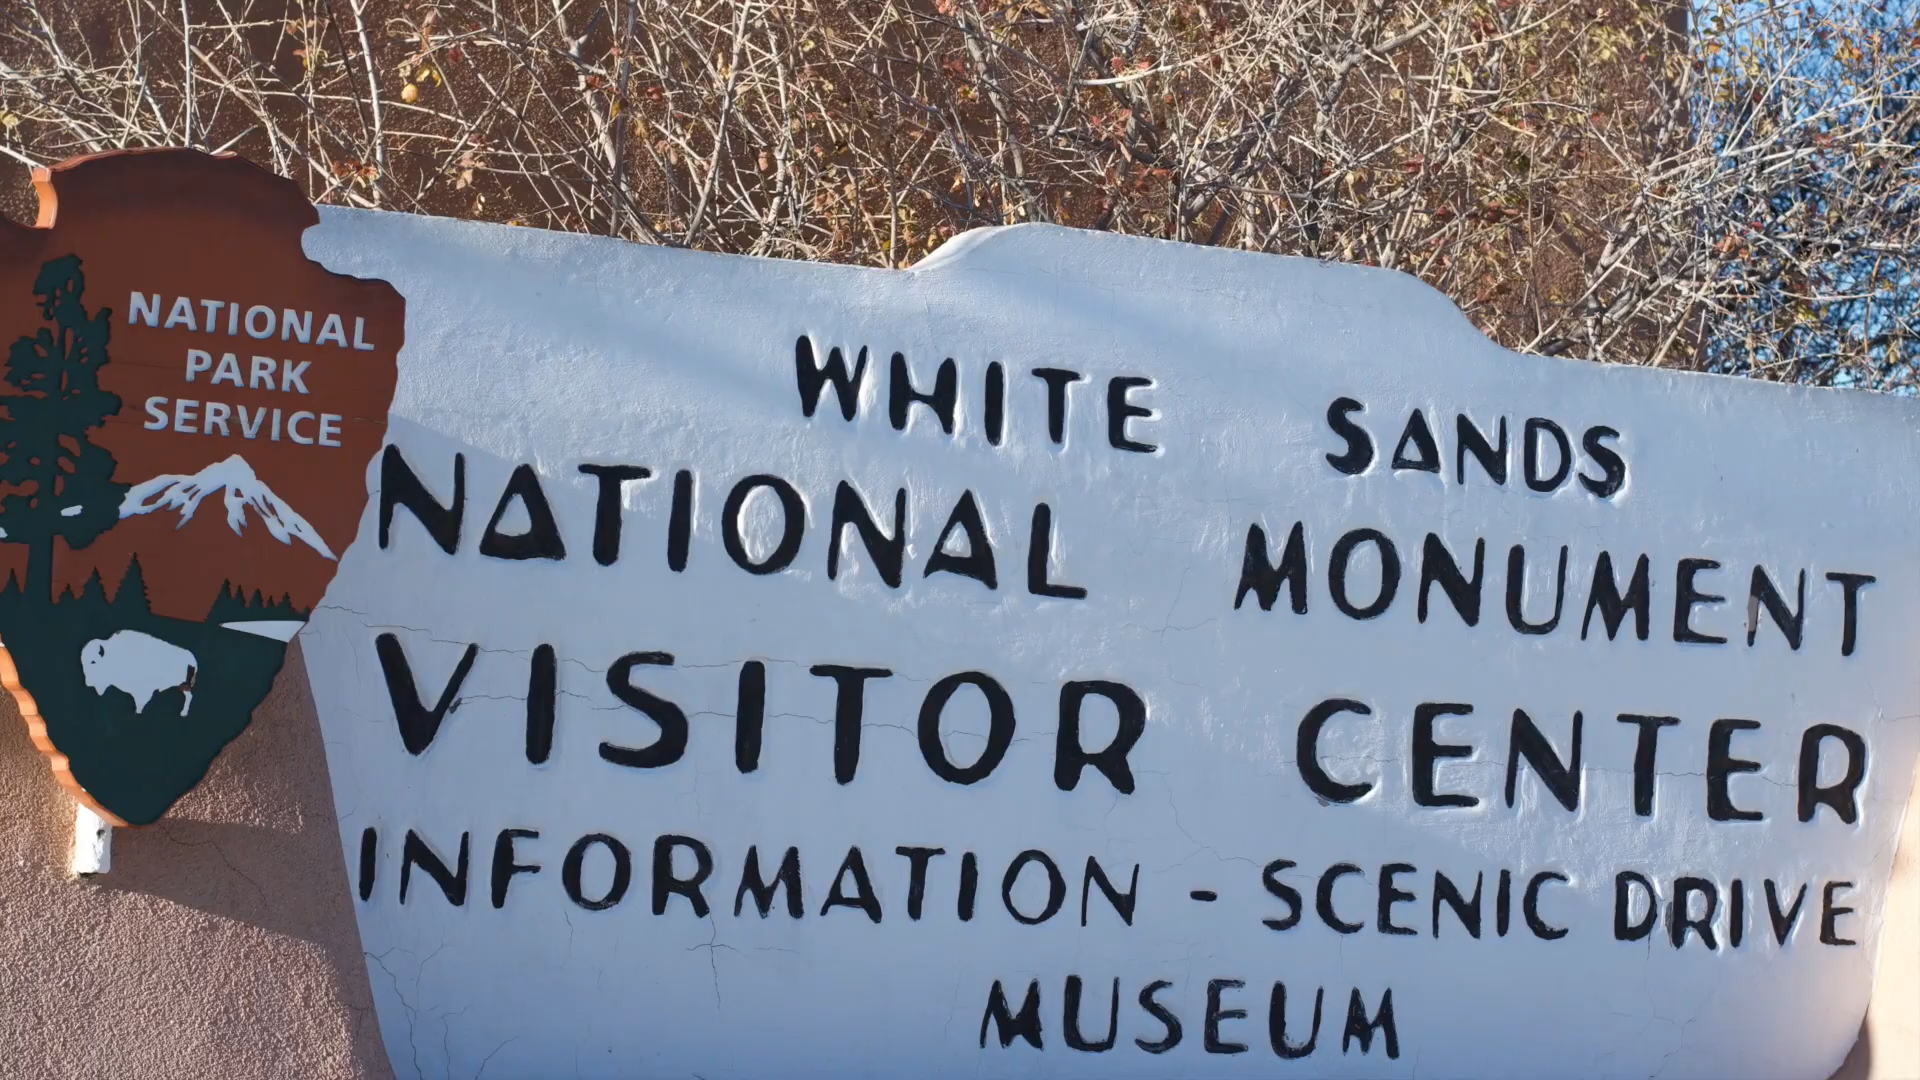 NATIONAL
PARK
SERVICE
WHITE SANDS
NATIONAL MONUMENT
VISITOR CENTER
INFORMATION - SCENIC DRIVE
MUSEUM